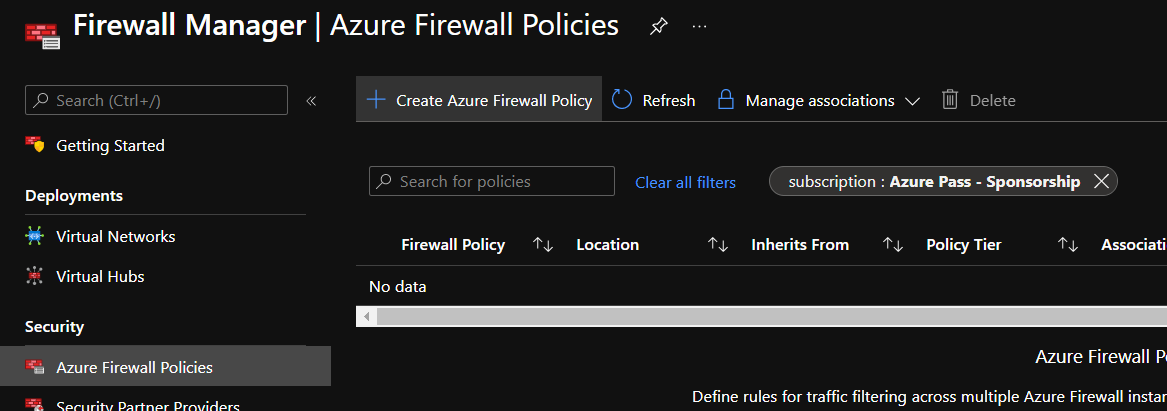 Firewall Manager | Azure Firewall Policies ...
Search (Ctrl+/) «
Getting Started
Deployments
Virtual Networks
Virtual Hubs
Security
Azure Firewall Policies
Security Partner Providers
+ Create Azure Firewall Policy Refresh Manage associations Delete
Search for policies Clear all filters subscription : Azure Pass - Sponsorship
Firewall Policy Location Inherits From Policy Tier Associati
No data
Azure Firewall P
Define rules for traffic filtering across multiple Azure Firewall instan